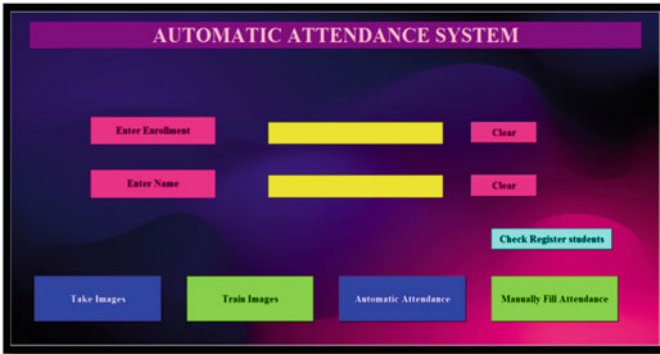 AUTOMATIC ATTENDANCE SYSTEM
Enter Enrollment
Clear
Enter Name
Clear
Check Register students
Take Images
Train Images
Automatic Attendance
Manually Fill Attendance